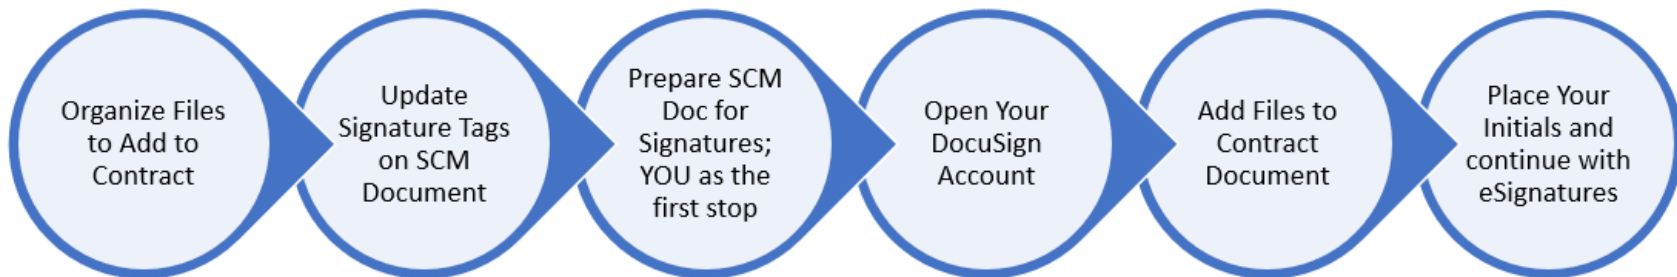 Organize Files
to Add to
Contract
Update
Signature Tags
on SCM
Document
Prepare SCM
Doc for
Signatures;
YOU as the
first stop
Open Your
DocuSign
Account
Add Files to
Contract
Document
Place Your
Initials and
continue with
eSignatures